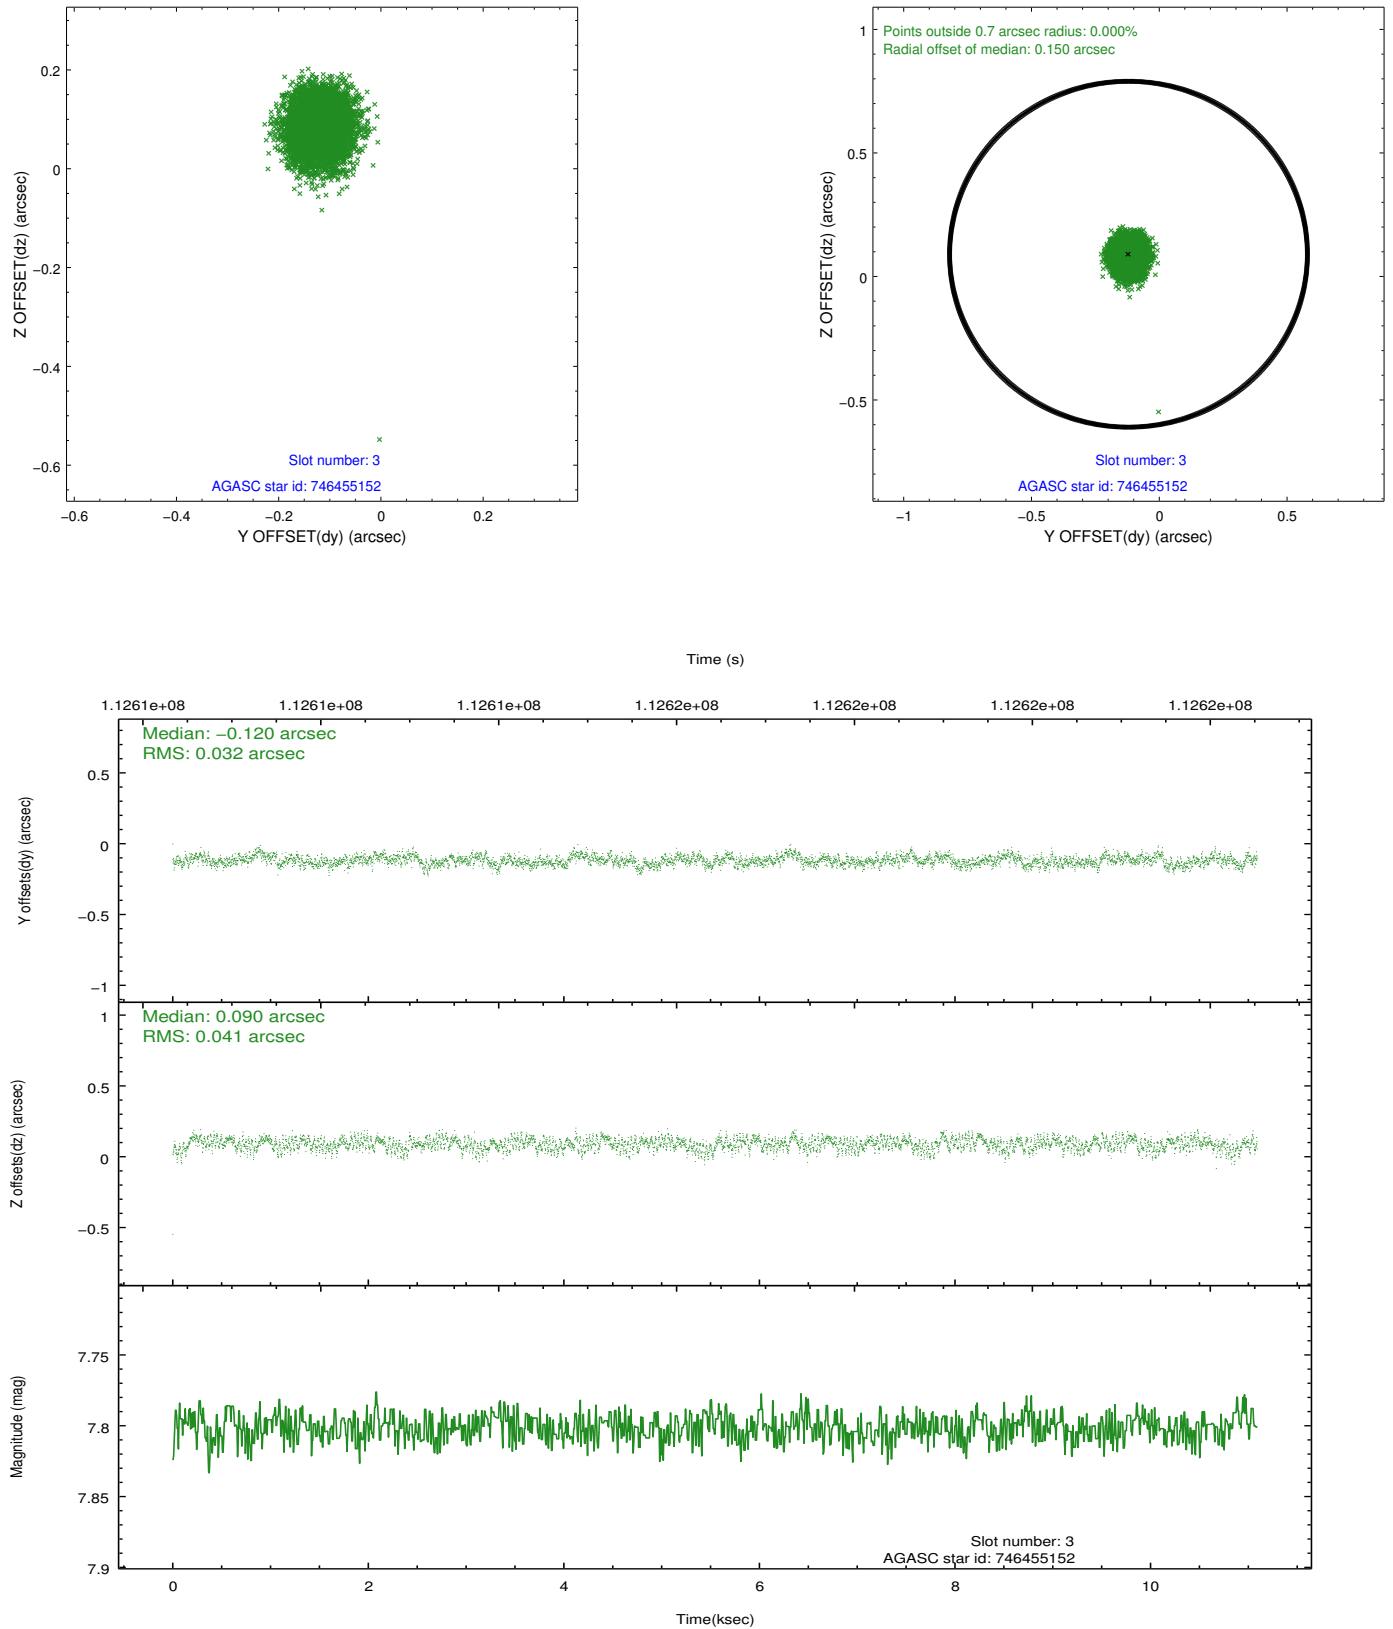 0.2
0
−0.2
−0.4
−0.6
Z OFFSET(dz) (arcsec)
Slot number: 3
AGASC star id: 746455152
−0.6
−0.4
−0.2
0
0.2
Y OFFSET(dy) (arcsec)
Points outside 0.7 arcsec radius: 0.000%
Radial offset of median: 0.150 arcsec
1
0.5
0
−0.5
Z OFFSET(dz) (arcsec)
Slot number: 3
AGASC star id: 746455152
−1
−0.5
0
0.5
Y OFFSET(dy) (arcsec)
Time (s)
1.1261e+08
1.1261e+08
1.1261e+08
1.1262e+08
1.1262e+08
1.1262e+08
1.1262e+08
Median: −0.120 arcsec
RMS: 0.032 arcsec
0.5
0
−0.5
−1
Y offsets(dy) (arcsec)
Median: 0.090 arcsec
RMS: 0.041 arcsec
1
0.5
0
−0.5
Z offsets(dz) (arcsec)
7.75
7.8
7.85
7.9
Magnitude (mag)
Slot number: 3
AGASC star id: 746455152
0
2
4
6
8
10
Time(ksec)